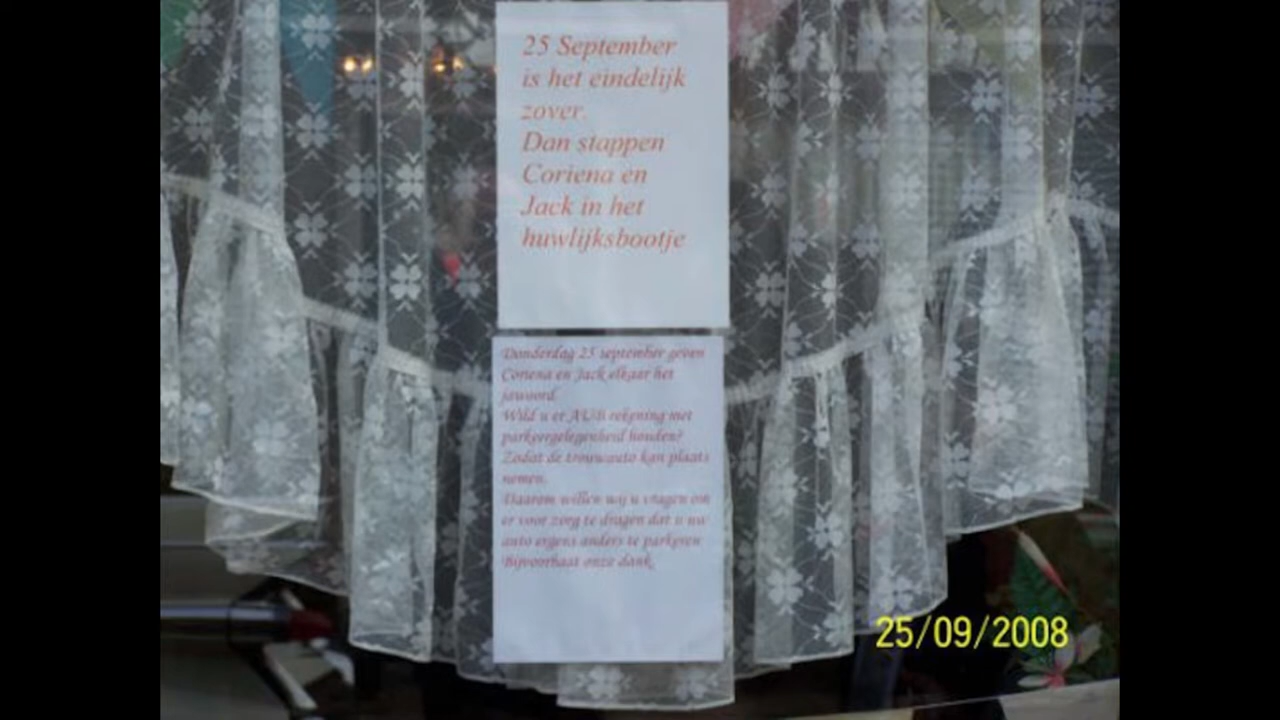 25 September
is het eindelijk
zover.
Dan stappen
Coriena en
Jack in het
huwlijksbootje
Donderdag 25 september geven
Coriena en Jack elkaar het
jawoord.
Wild u er AUB rekening met
parkeergelegenheid houden?
Zodat de trouwauto kan plaats
nemen.
Daarom willen wij u vragen om
er voor zorg te dragen dat u uw
auto ergens anders te parkeren
Bijvoorbaat onze dank.
25/09/2008